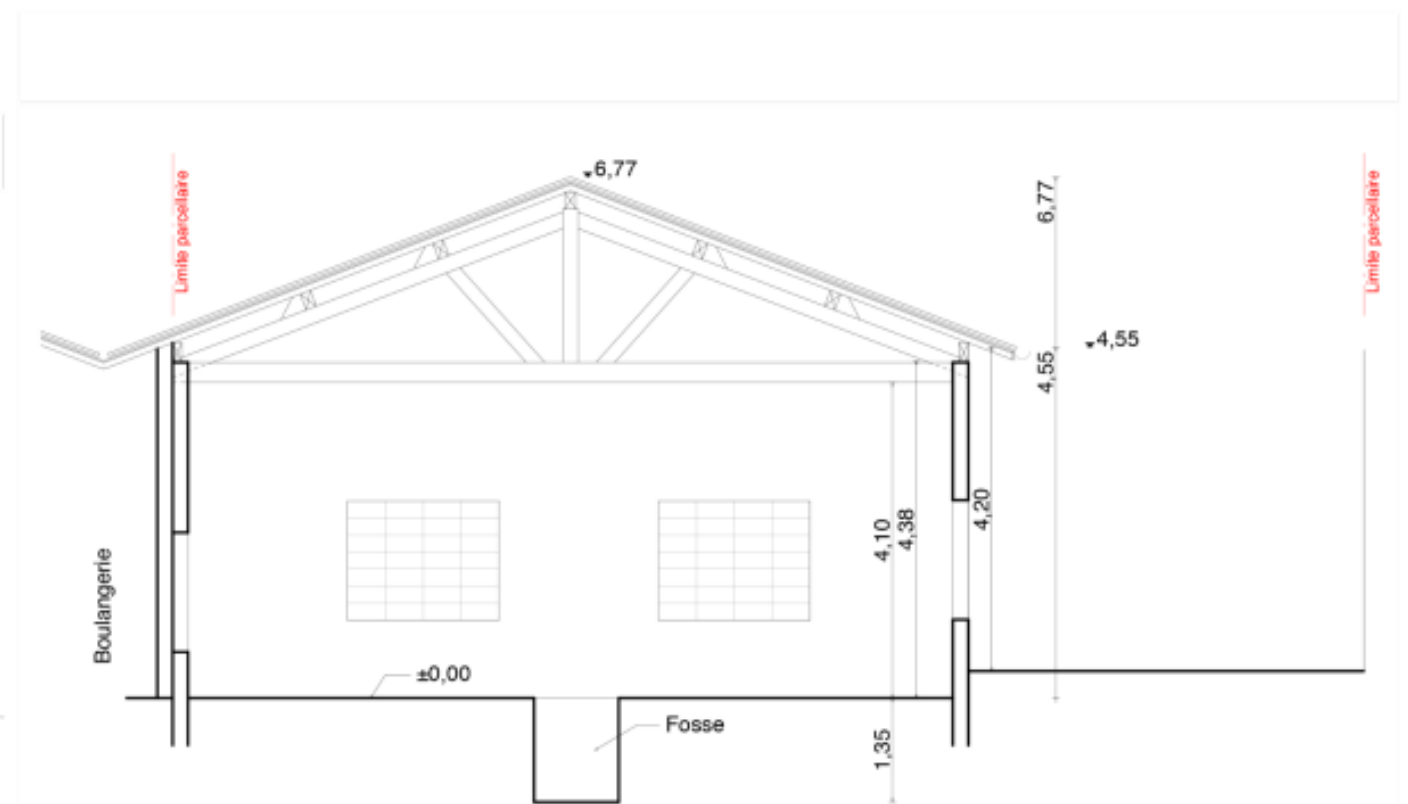 6,77
Limite parcellaire
6,77
Limite parcellaire
4,55
4,55
4,10
4,38
4,20
Boulangerie
±0,00
Fosse
1,35